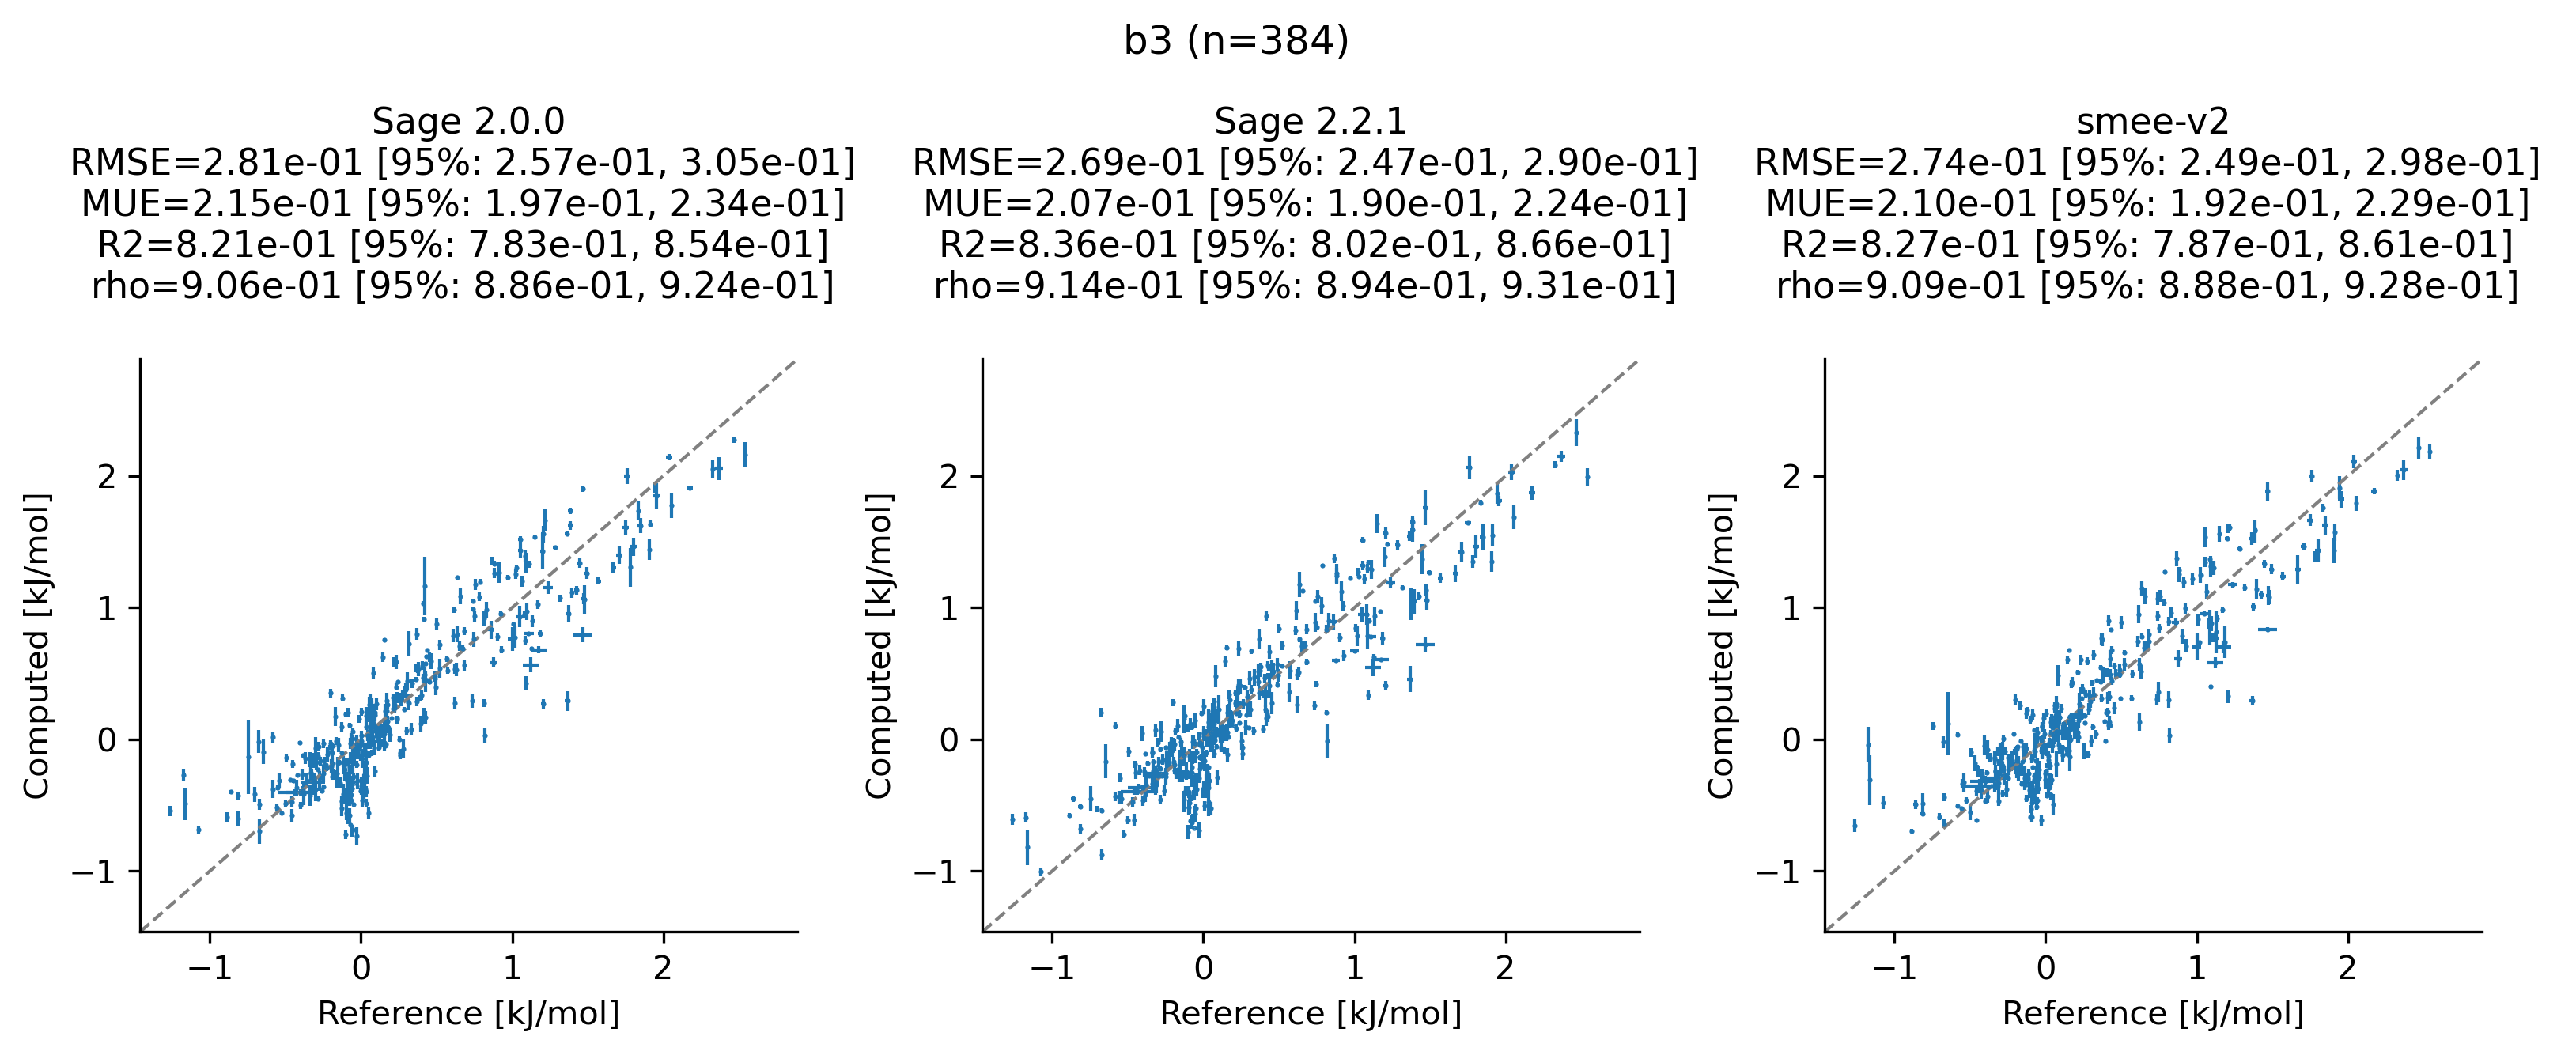 b3 (n=384)
Sage 2.0.0
RMSE=2.81e-01 [95%: 2.57e-01, 3.05e-01]
MUE=2.15e-01 [95%: 1.97e-01, 2.34e-01]
R2=8.21e-01 [95%: 7.83e-01, 8.54e-01]
rho=9.06e-01 [95%: 8.86e-01, 9.24e-01]
Computed [kJ/mol]
2
1
0
−1
−1 0 1 2
Reference [kJ/mol]
Sage 2.2.1
RMSE=2.69e-01 [95%: 2.47e-01, 2.90e-01]
MUE=2.07e-01 [95%: 1.90e-01, 2.24e-01]
R2=8.36e-01 [95%: 8.02e-01, 8.66e-01]
rho=9.14e-01 [95%: 8.94e-01, 9.31e-01]
Computed [kJ/mol]
2
1
0
−1
−1 0 1 2
Reference [kJ/mol]
smee-v2
RMSE=2.74e-01 [95%: 2.49e-01, 2.98e-01]
MUE=2.10e-01 [95%: 1.92e-01, 2.29e-01]
R2=8.27e-01 [95%: 7.87e-01, 8.61e-01]
rho=9.09e-01 [95%: 8.88e-01, 9.28e-01]
Computed [kJ/mol]
2
1
0
−1
−1 0 1 2
Reference [kJ/mol]